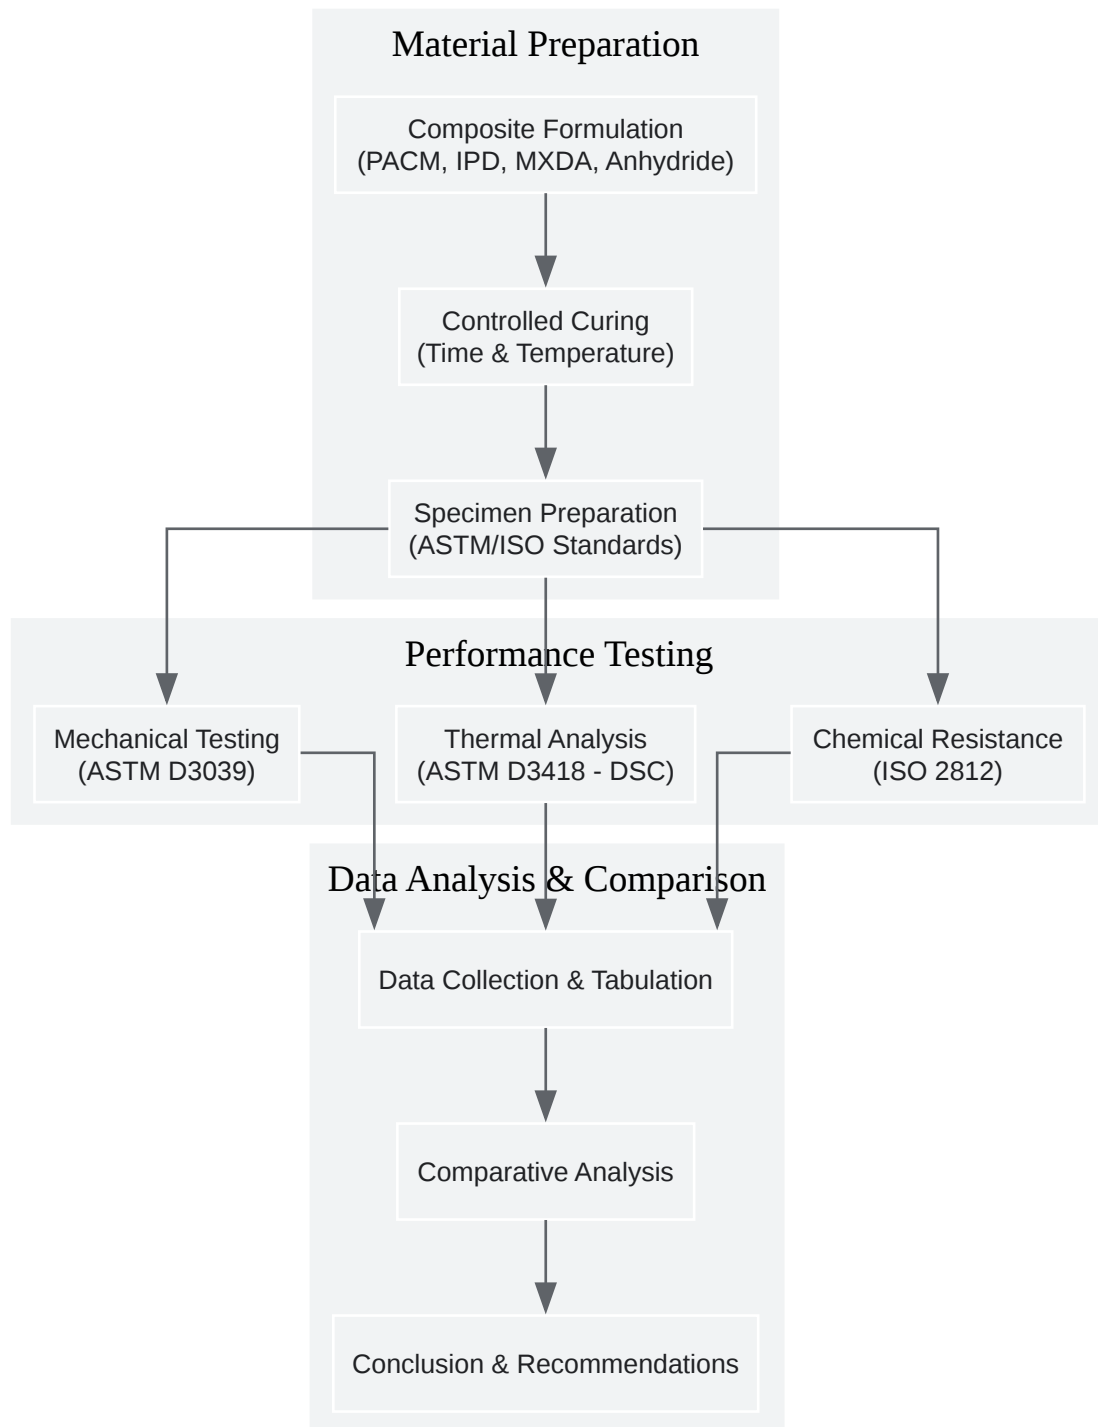 Material Preparation
Composite Formulation
(PACM, IPD, MXDA, Anhydride)
Controlled Curing
(Time & Temperature)
Specimen Preparation
(ASTM/ISO Standards)
Performance Testing
Mechanical Testing
(ASTM D3039)
Thermal Analysis
(ASTM D3418 - DSC)
Chemical Resistance
(ISO 2812)
Data Analysis & Comparison
Data Collection & Tabulation
Comparative Analysis
Conclusion & Recommendations